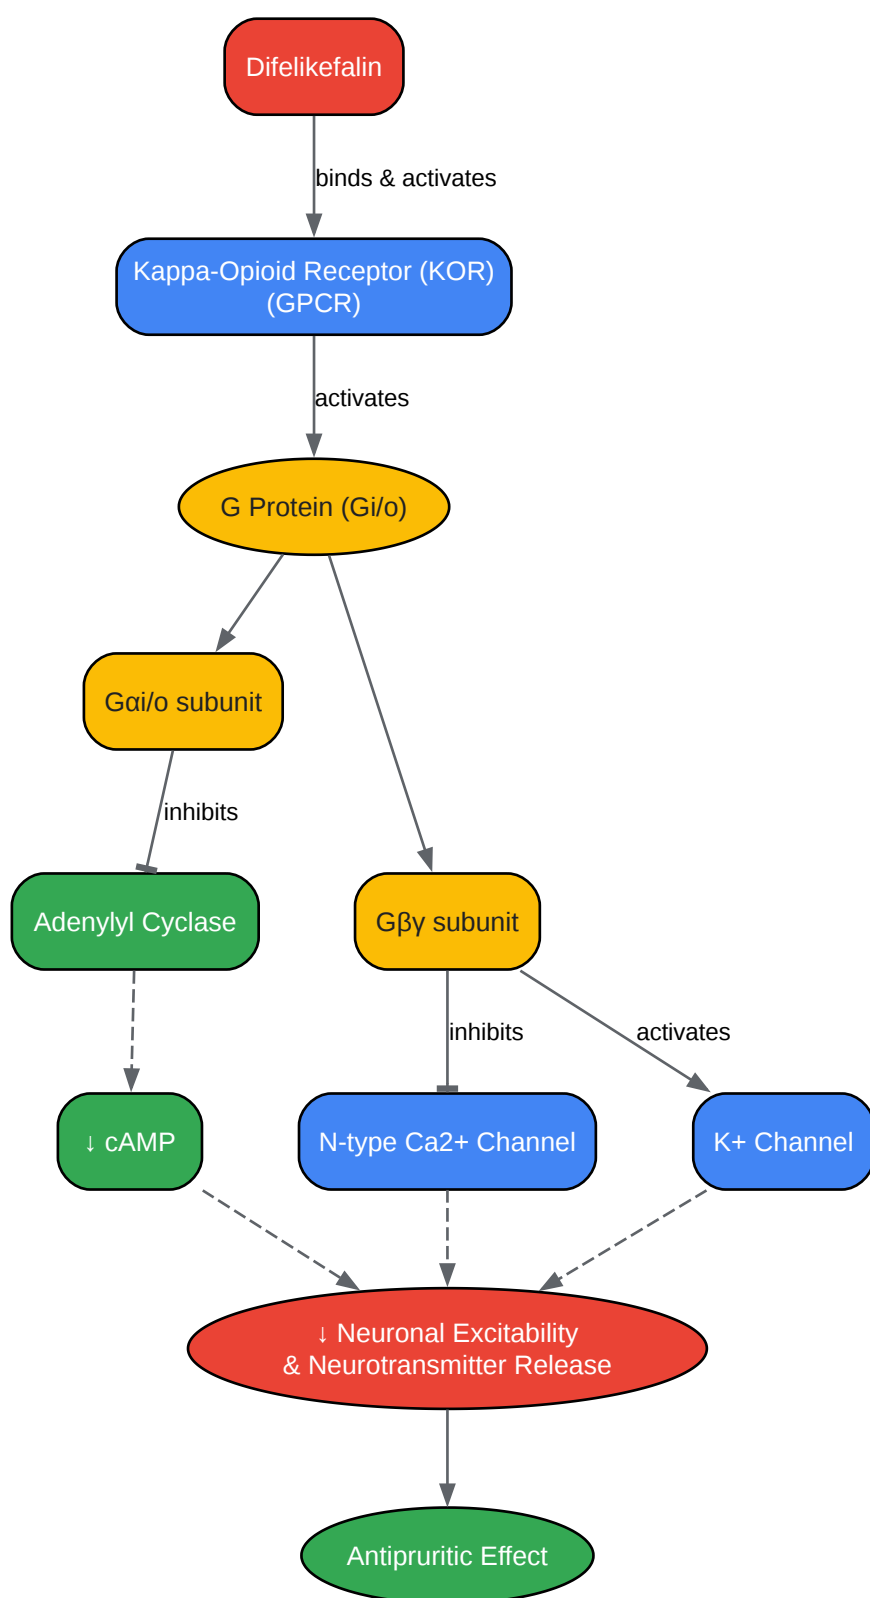 Difelikefalin
binds & activates
Kappa-Opioid Receptor (KOR)
(GPCR)
activates
G Protein (Gi/o)
Gαi/o subunit
inhibits
Adenylyl Cyclase
Gβγ subunit
inhibits
activates
↓ cAMP
N-type Ca2+ Channel
K+ Channel
↓ Neuronal Excitability
& Neurotransmitter Release
Antipruritic Effect